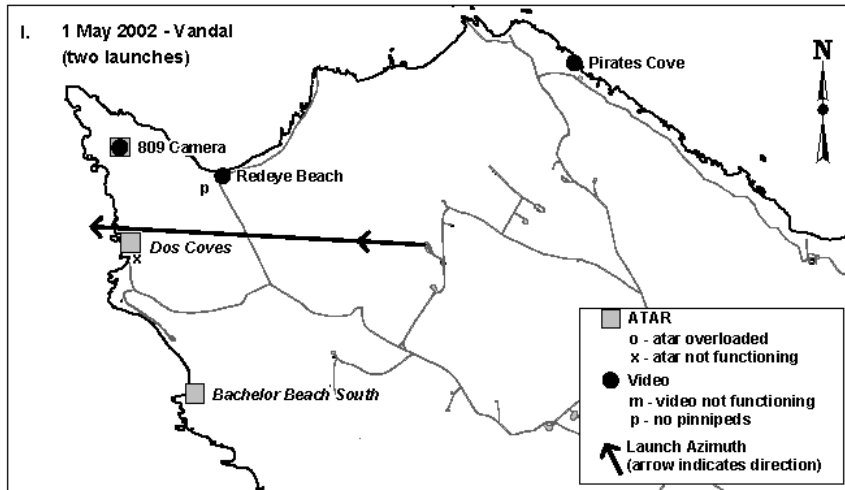 I. 1 May 2002 - Vandal
(two launches)
N
Pirates Cove
809 Camera
p
Redeye Beach
Dos Coves
x
Bachelor Beach South
ATAR
o - atar overloaded
x - atar not functioning
Video
m - video not functioning
p - no pinnipeds
Launch Azimuth
(arrow indicates direction)